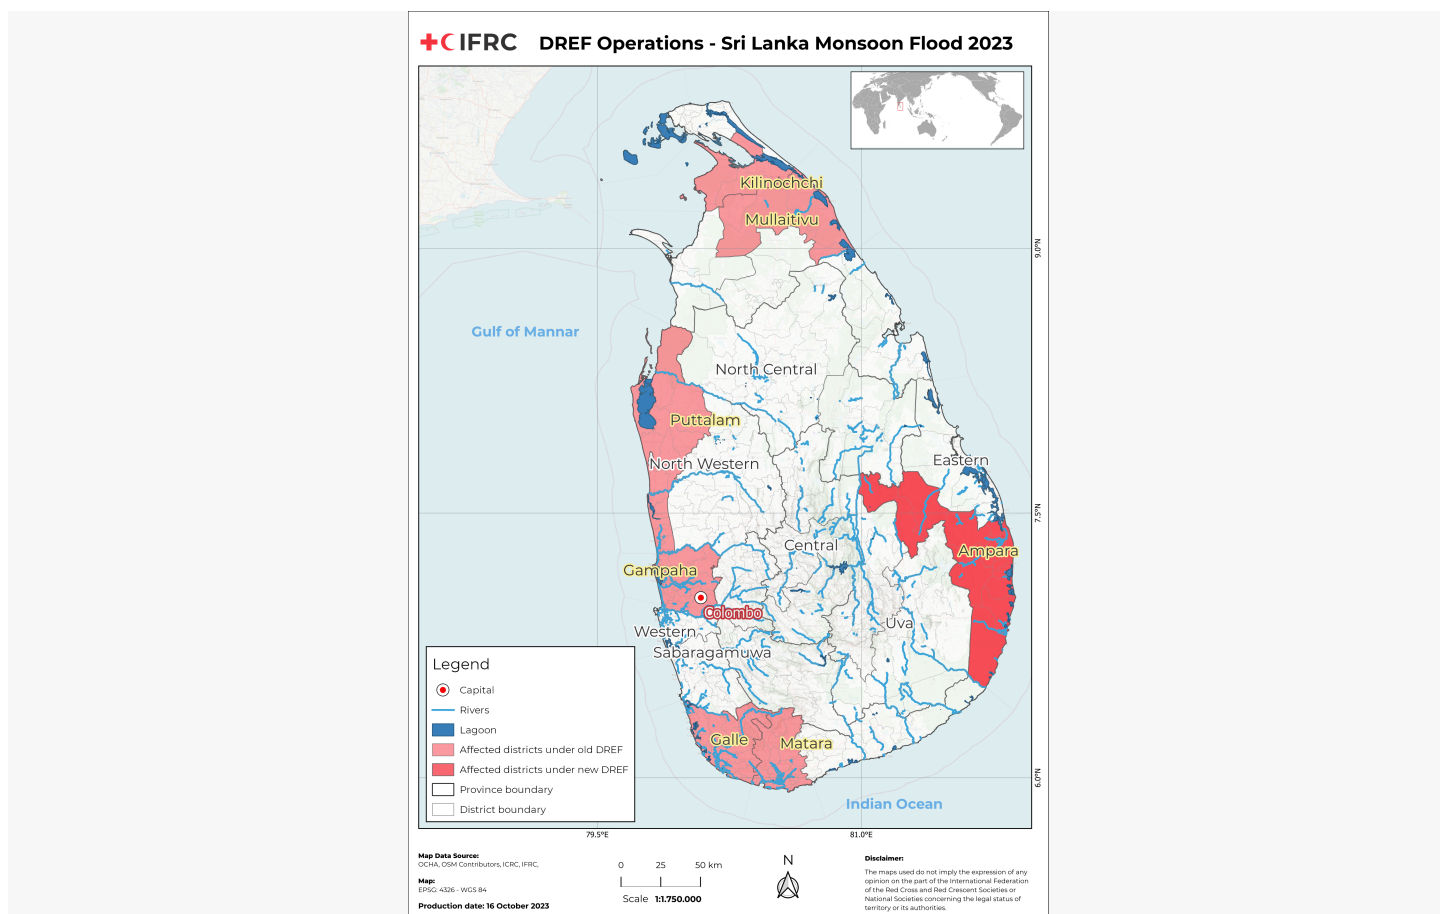 IFRC
DREF Operations - Sri Lanka Monsoon Flood 2023
Kilinochchi
Mullaitivu
9.0°N
Gulf of Mannar
North Central
Puttalam
North Western
Eastern
7.5°N
Central
Ampara
Gampaha
Colombo
Uva
Western
Sabaragamuwa
Galle
Matara
6.0°N
Indian Ocean
Legend
Capital
Rivers
Lagoon
Affected districts under old DREF
Affected districts under new DREF
Province boundary
District boundary
79.5°E
81.0°E
Map Data Source:
OCHA, OSM Contributors, ICRC, IFRC,
Map:
EPSG: 4326 - WGS 84
Production date: 16 October 2023
0 25 50 km
Scale 1:1.750.000
N
Disclaimer:
The maps used do not imply the expression of any
opinion on the part of the International Federation
of the Red Cross and Red Crescent Societies or
National Societies concerning the legal status of
territory or its authorities.